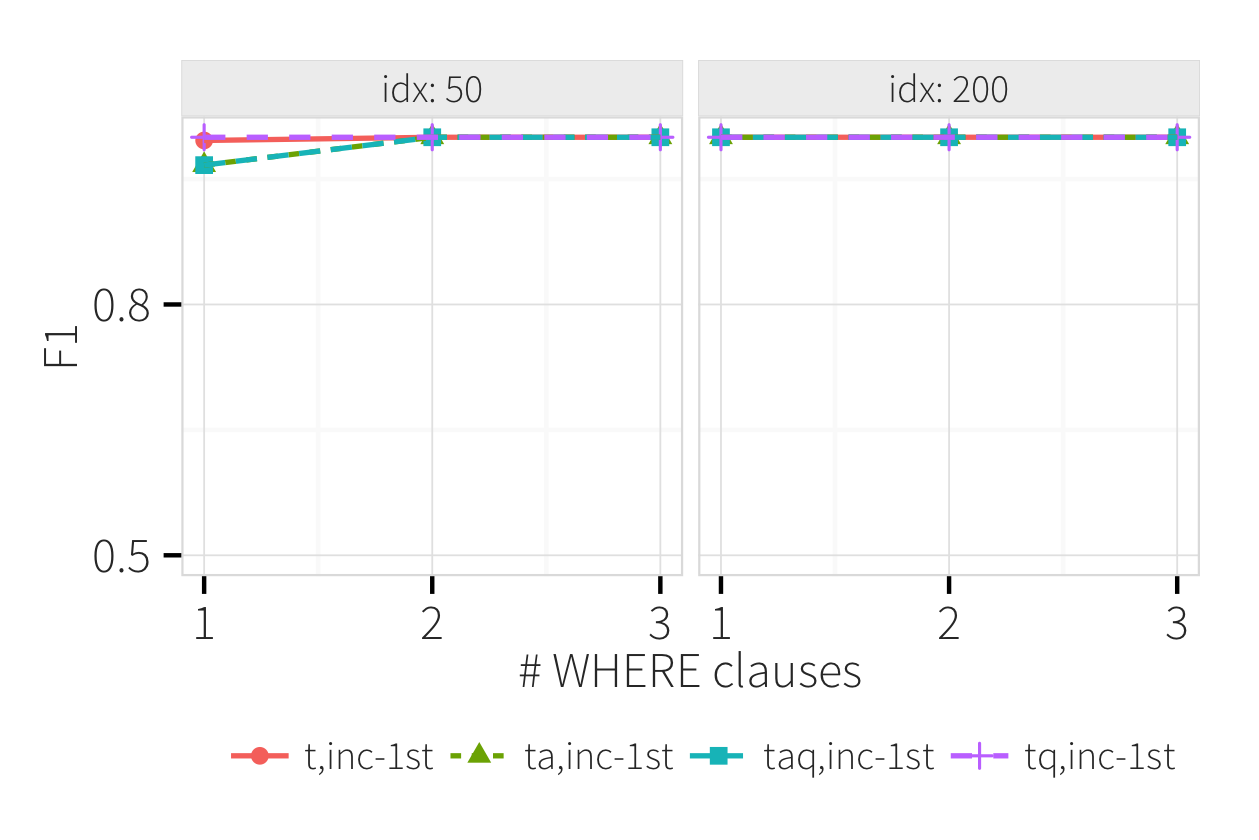 idx: 50
idx: 200
F1
0.8
0.5
1 2 3 1 2 3
# WHERE clauses
t,inc-1st ta,inc-1st taq,inc-1st tq,inc-1st